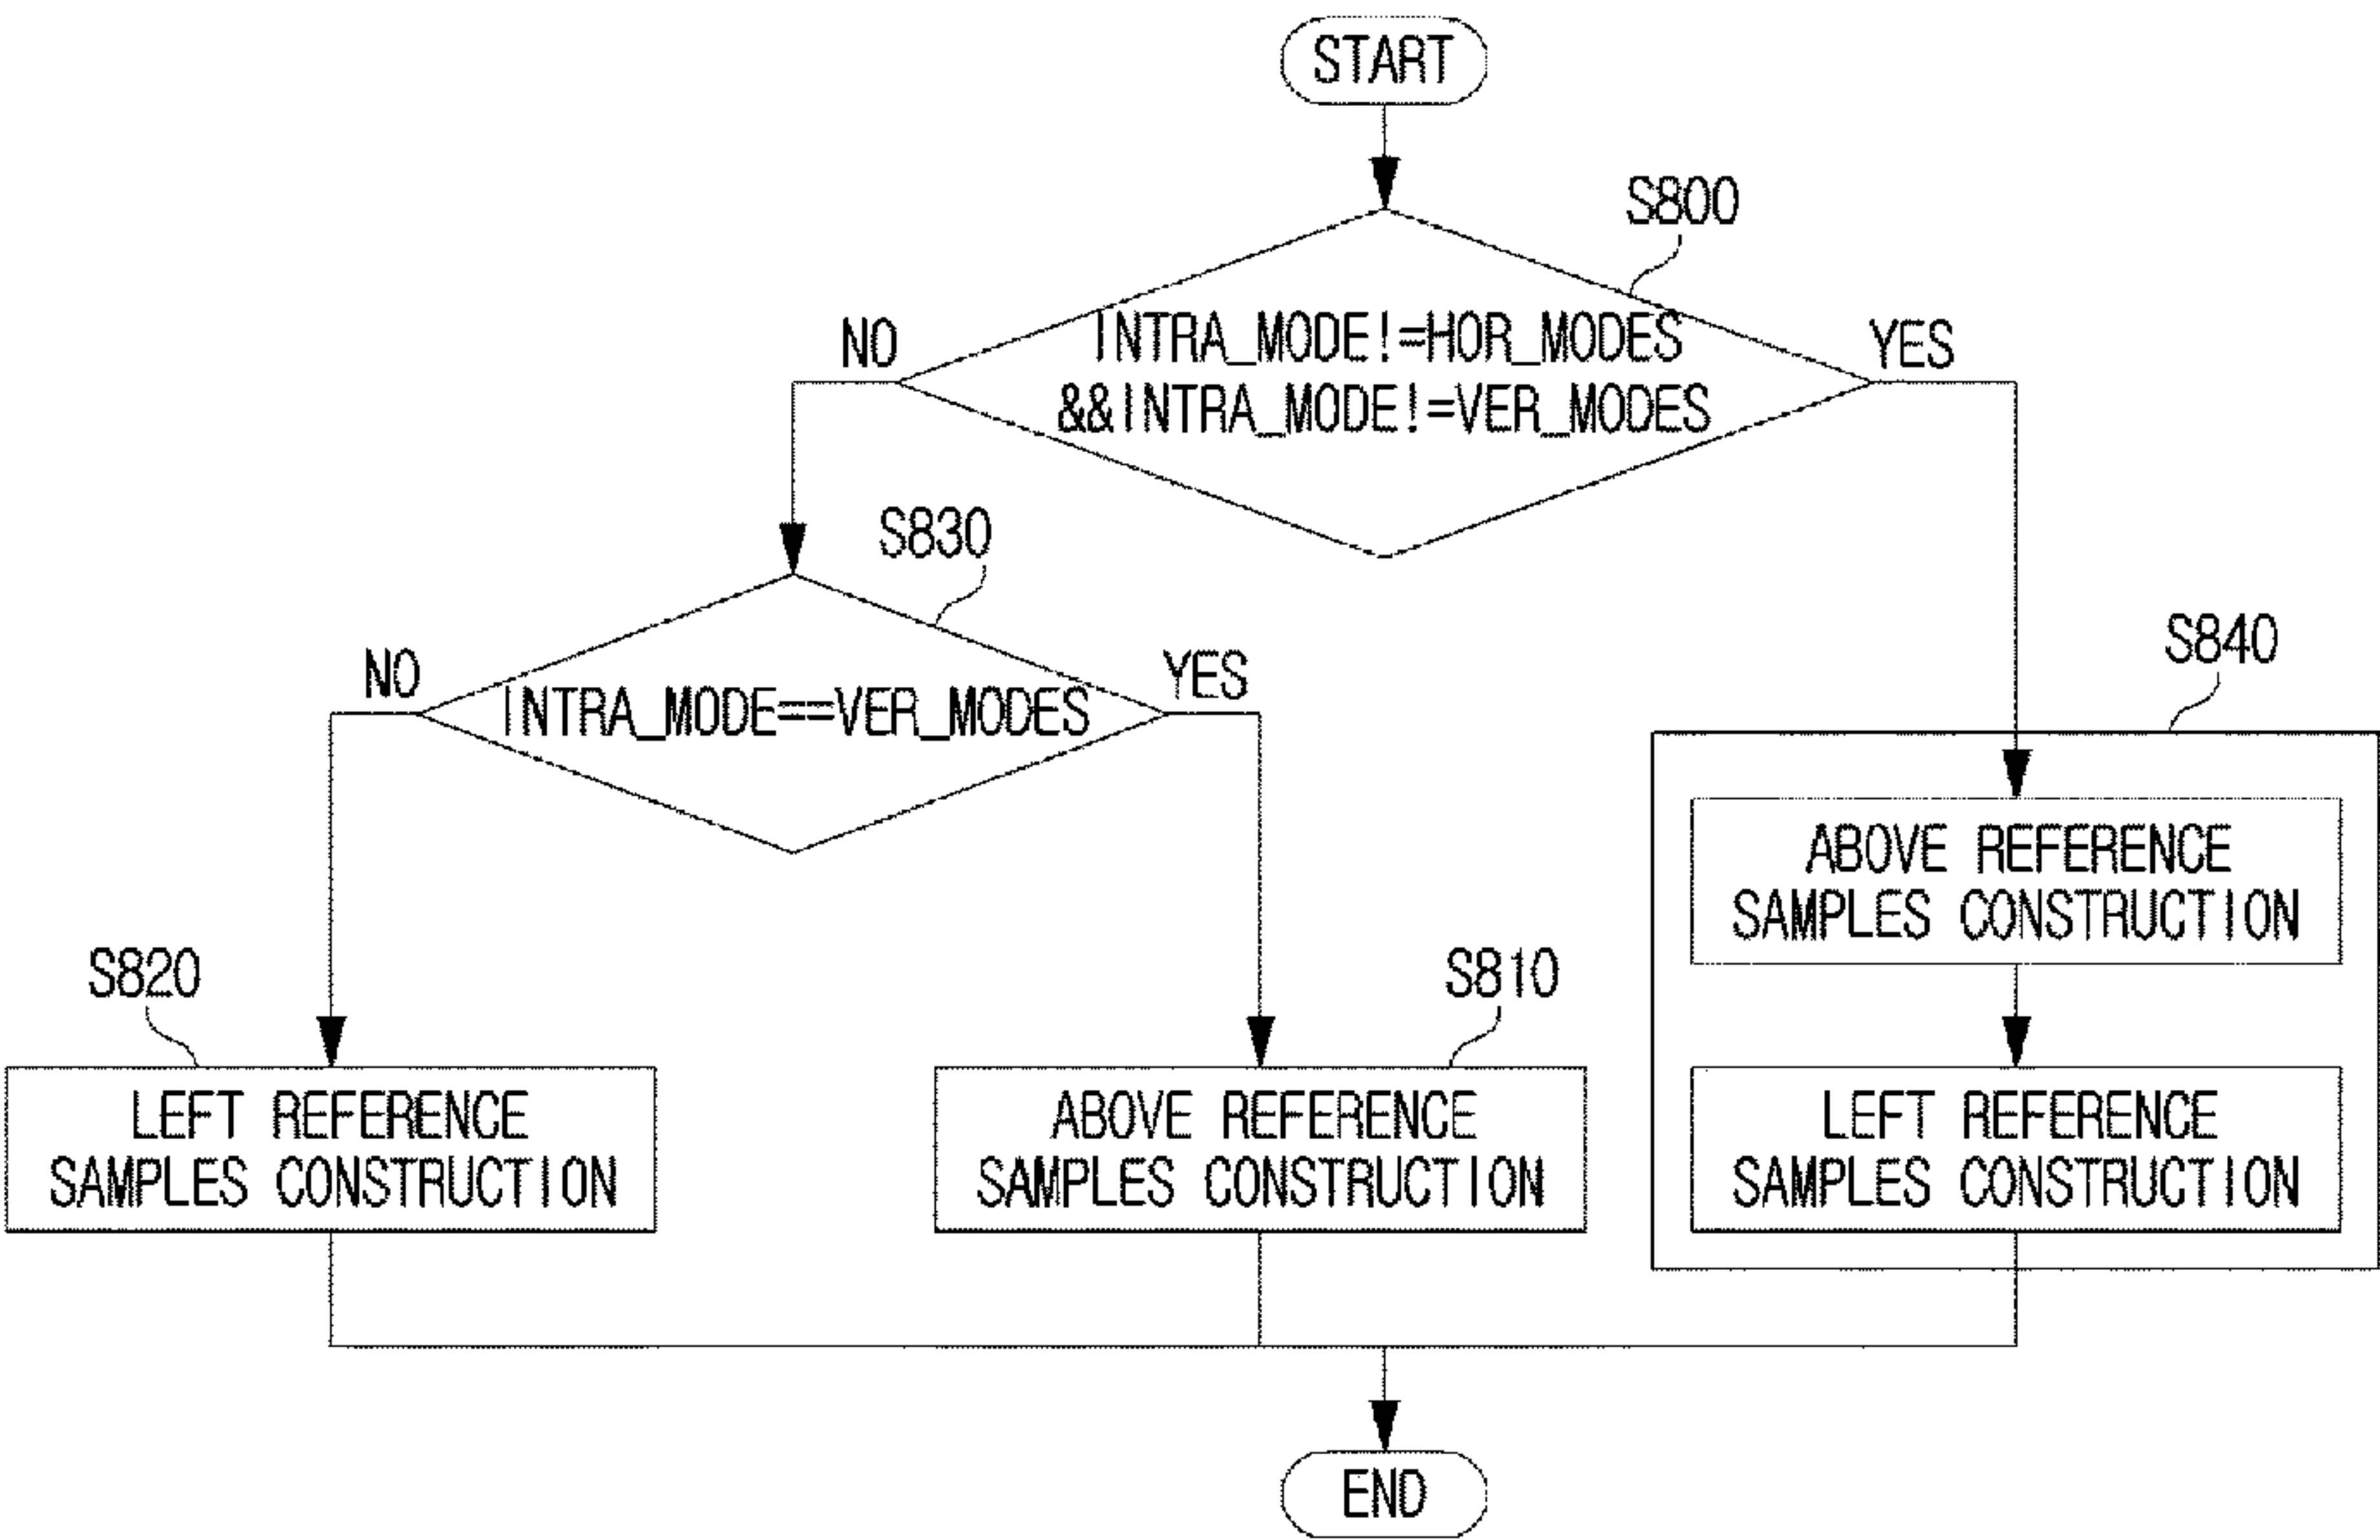 START
S800
INTRA_MODE!=HOR_MODES
&&INTRA_MODE!=VER_MODES
NO
YES
S830
INTRA_MODE==VER_MODES
NO
YES
S840
ABOVE REFERENCE
SAMPLES CONSTRUCTION
LEFT REFERENCE
SAMPLES CONSTRUCTION
S820
LEFT REFERENCE
SAMPLES CONSTRUCTION
S810
ABOVE REFERENCE
SAMPLES CONSTRUCTION
END